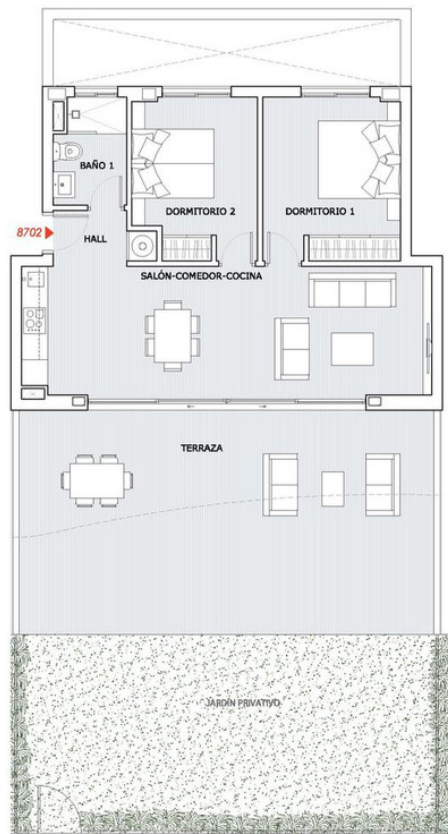 BAÑO 1
DORMITORIO 2
DORMITORIO 1
8702
HALL
SALÓN-COMEDOR-COCINA
TERRAZA
JARDÍN PRIVATIVO